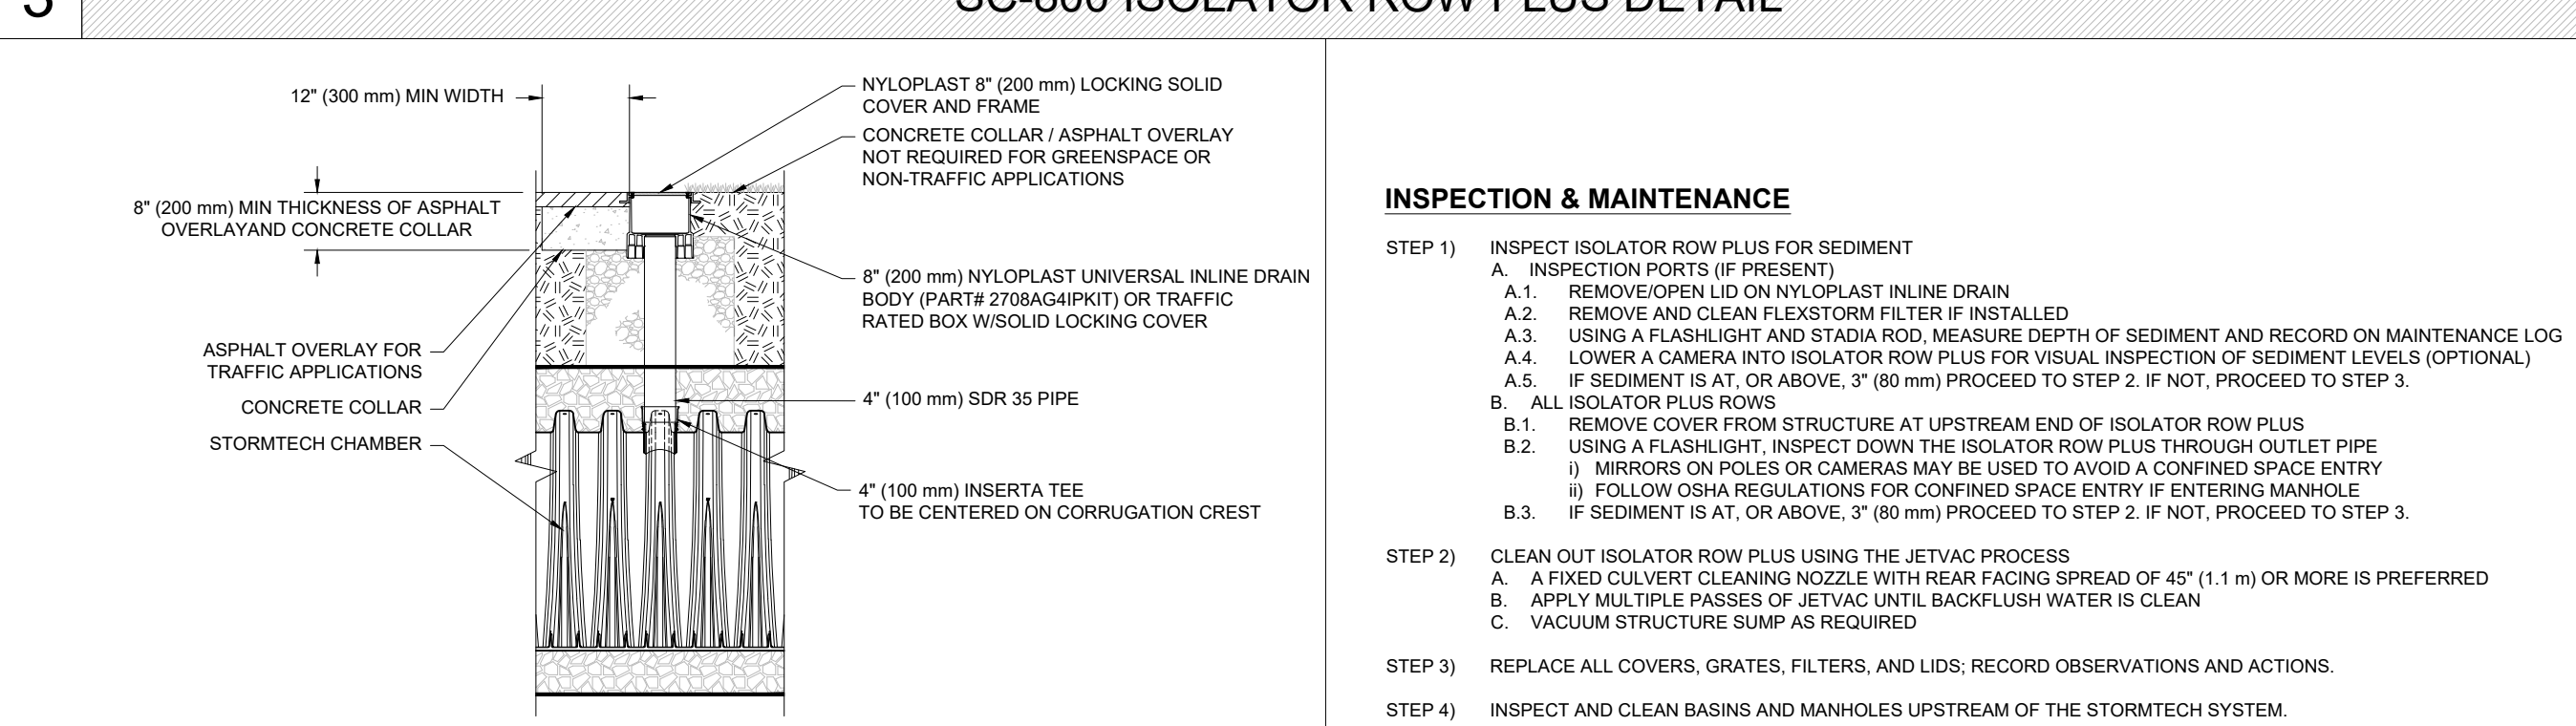 3
SC-800 ISOLATOR ROW PLUS DETAIL
12" (300 mm) MIN WIDTH
8" (200 mm) MIN THICKNESS OF ASPHALT
OVERLAYAND CONCRETE COLLAR
ASPHALT OVERLAY FOR
TRAFFIC APPLICATIONS
CONCRETE COLLAR
STORMTECH CHAMBER
NYLOPLAST 8" (200 mm) LOCKING SOLID
COVER AND FRAME
CONCRETE COLLAR / ASPHALT OVERLAY
NOT REQUIRED FOR GREENSPACE OR
NON-TRAFFIC APPLICATIONS
8" (200 mm) NYLOPLAST UNIVERSAL INLINE DRAIN
BODY (PART# 2708AG4IPKIT) OR TRAFFIC
RATED BOX W/SOLID LOCKING COVER
4" (100 mm) SDR 35 PIPE
4" (100 mm) INSERTA TEE
TO BE CENTERED ON CORRUGATION CREST
INSPECTION & MAINTENANCE
STEP 1) INSPECT ISOLATOR ROW PLUS FOR SEDIMENT
A. INSPECTION PORTS (IF PRESENT)
A.1. REMOVE/OPEN LID ON NYLOPLAST INLINE DRAIN
A.2. REMOVE AND CLEAN FLEXSTORM FILTER IF INSTALLED
A.3. USING A FLASHLIGHT AND STADIA ROD, MEASURE DEPTH OF SEDIMENT AND RECORD ON MAINTENANCE LOG
A.4. LOWER A CAMERA INTO ISOLATOR ROW PLUS FOR VISUAL INSPECTION OF SEDIMENT LEVELS (OPTIONAL)
A.5. IF SEDIMENT IS AT, OR ABOVE, 3" (80 mm) PROCEED TO STEP 2. IF NOT, PROCEED TO STEP 3.
B. ALL ISOLATOR PLUS ROWS
B.1. REMOVE COVER FROM STRUCTURE AT UPSTREAM END OF ISOLATOR ROW PLUS
B.2. USING A FLASHLIGHT, INSPECT DOWN THE ISOLATOR ROW PLUS THROUGH OUTLET PIPE
i) MIRRORS ON POLES OR CAMERAS MAY BE USED TO AVOID A CONFINED SPACE ENTRY
ii) FOLLOW OSHA REGULATIONS FOR CONFINED SPACE ENTRY IF ENTERING MANHOLE
B.3. IF SEDIMENT IS AT, OR ABOVE, 3" (80 mm) PROCEED TO STEP 2. IF NOT, PROCEED TO STEP 3.
STEP 2) CLEAN OUT ISOLATOR ROW PLUS USING THE JETVAC PROCESS
A. A FIXED CULVERT CLEANING NOZZLE WITH REAR FACING SPREAD OF 45" (1.1 m) OR MORE IS PREFERRED
B. APPLY MULTIPLE PASSES OF JETVAC UNTIL BACKFLUSH WATER IS CLEAN
C. VACUUM STRUCTURE SUMP AS REQUIRED
STEP 3) REPLACE ALL COVERS, GRATES, FILTERS, AND LIDS; RECORD OBSERVATIONS AND ACTIONS.
STEP 4) INSPECT AND CLEAN BASINS AND MANHOLES UPSTREAM OF THE STORMTECH SYSTEM.